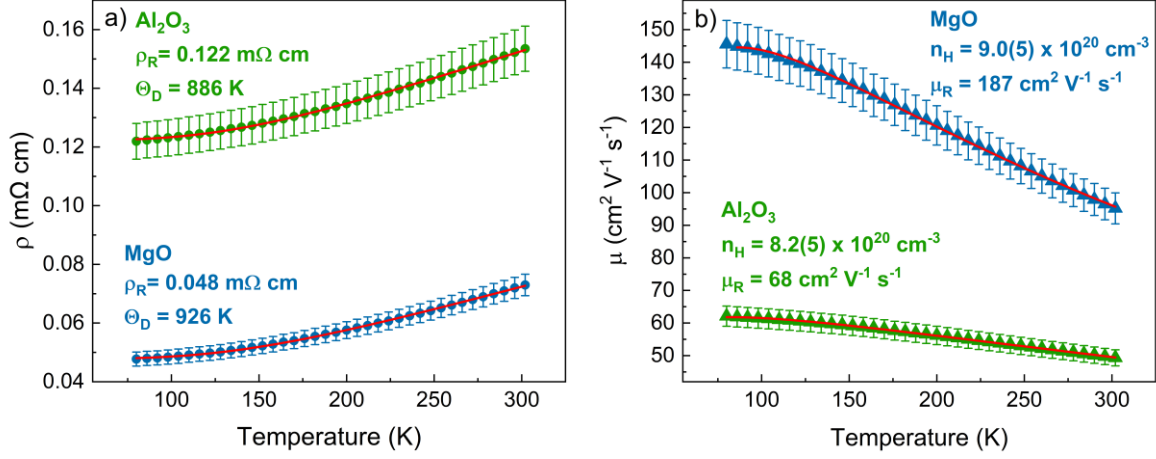 a)
Al₂O₃
ρR= 0.122 mΩ cm
ΘD = 886 K
MgO
ρR= 0.048 mΩ cm
ΘD = 926 K
0.16
0.14
0.12
0.10
0.08
0.06
0.04
ρ (mΩ cm)
100 150 200 250 300
Temperature (K)
b)
MgO
nH = 9.0(5) x 10²⁰ cm⁻³
μR = 187 cm² V⁻¹ s⁻¹
Al₂O₃
nH = 8.2(5) x 10²⁰ cm⁻³
μR = 68 cm² V⁻¹ s⁻¹
150
140
130
120
110
100
90
80
70
60
50
μ (cm² V⁻¹ s⁻¹)
100 150 200 250 300
Temperature (K)